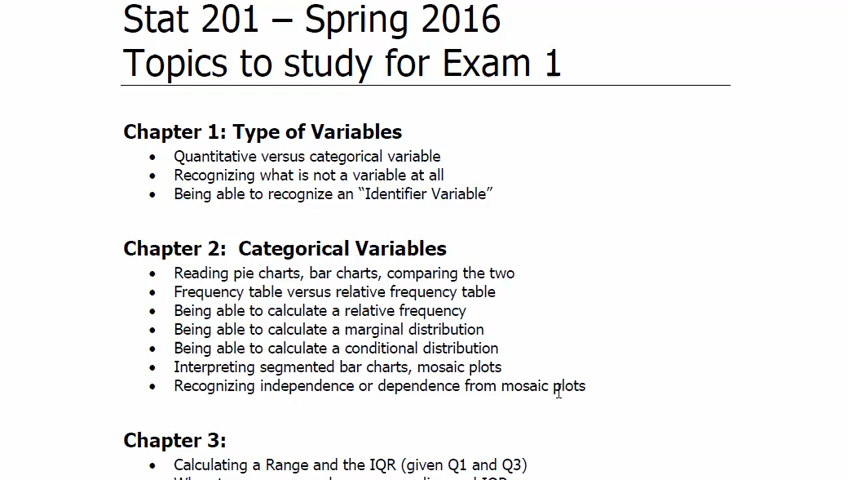 Stat 201 – Spring 2016
Topics to study for Exam 1
Chapter 1: Type of Variables
• Quantitative versus categorical variable
• Recognizing what is not a variable at all
• Being able to recognize an “Identifier Variable”
Chapter 2:  Categorical Variables
• Reading pie charts, bar charts, comparing the two
• Frequency table versus relative frequency table
• Being able to calculate a relative frequency
• Being able to calculate a marginal distribution
• Being able to calculate a conditional distribution
• Interpreting segmented bar charts, mosaic plots
• Recognizing independence or dependence from mosaic plots
Chapter 3:
• Calculating a Range and the IQR (given Q1 and Q3)